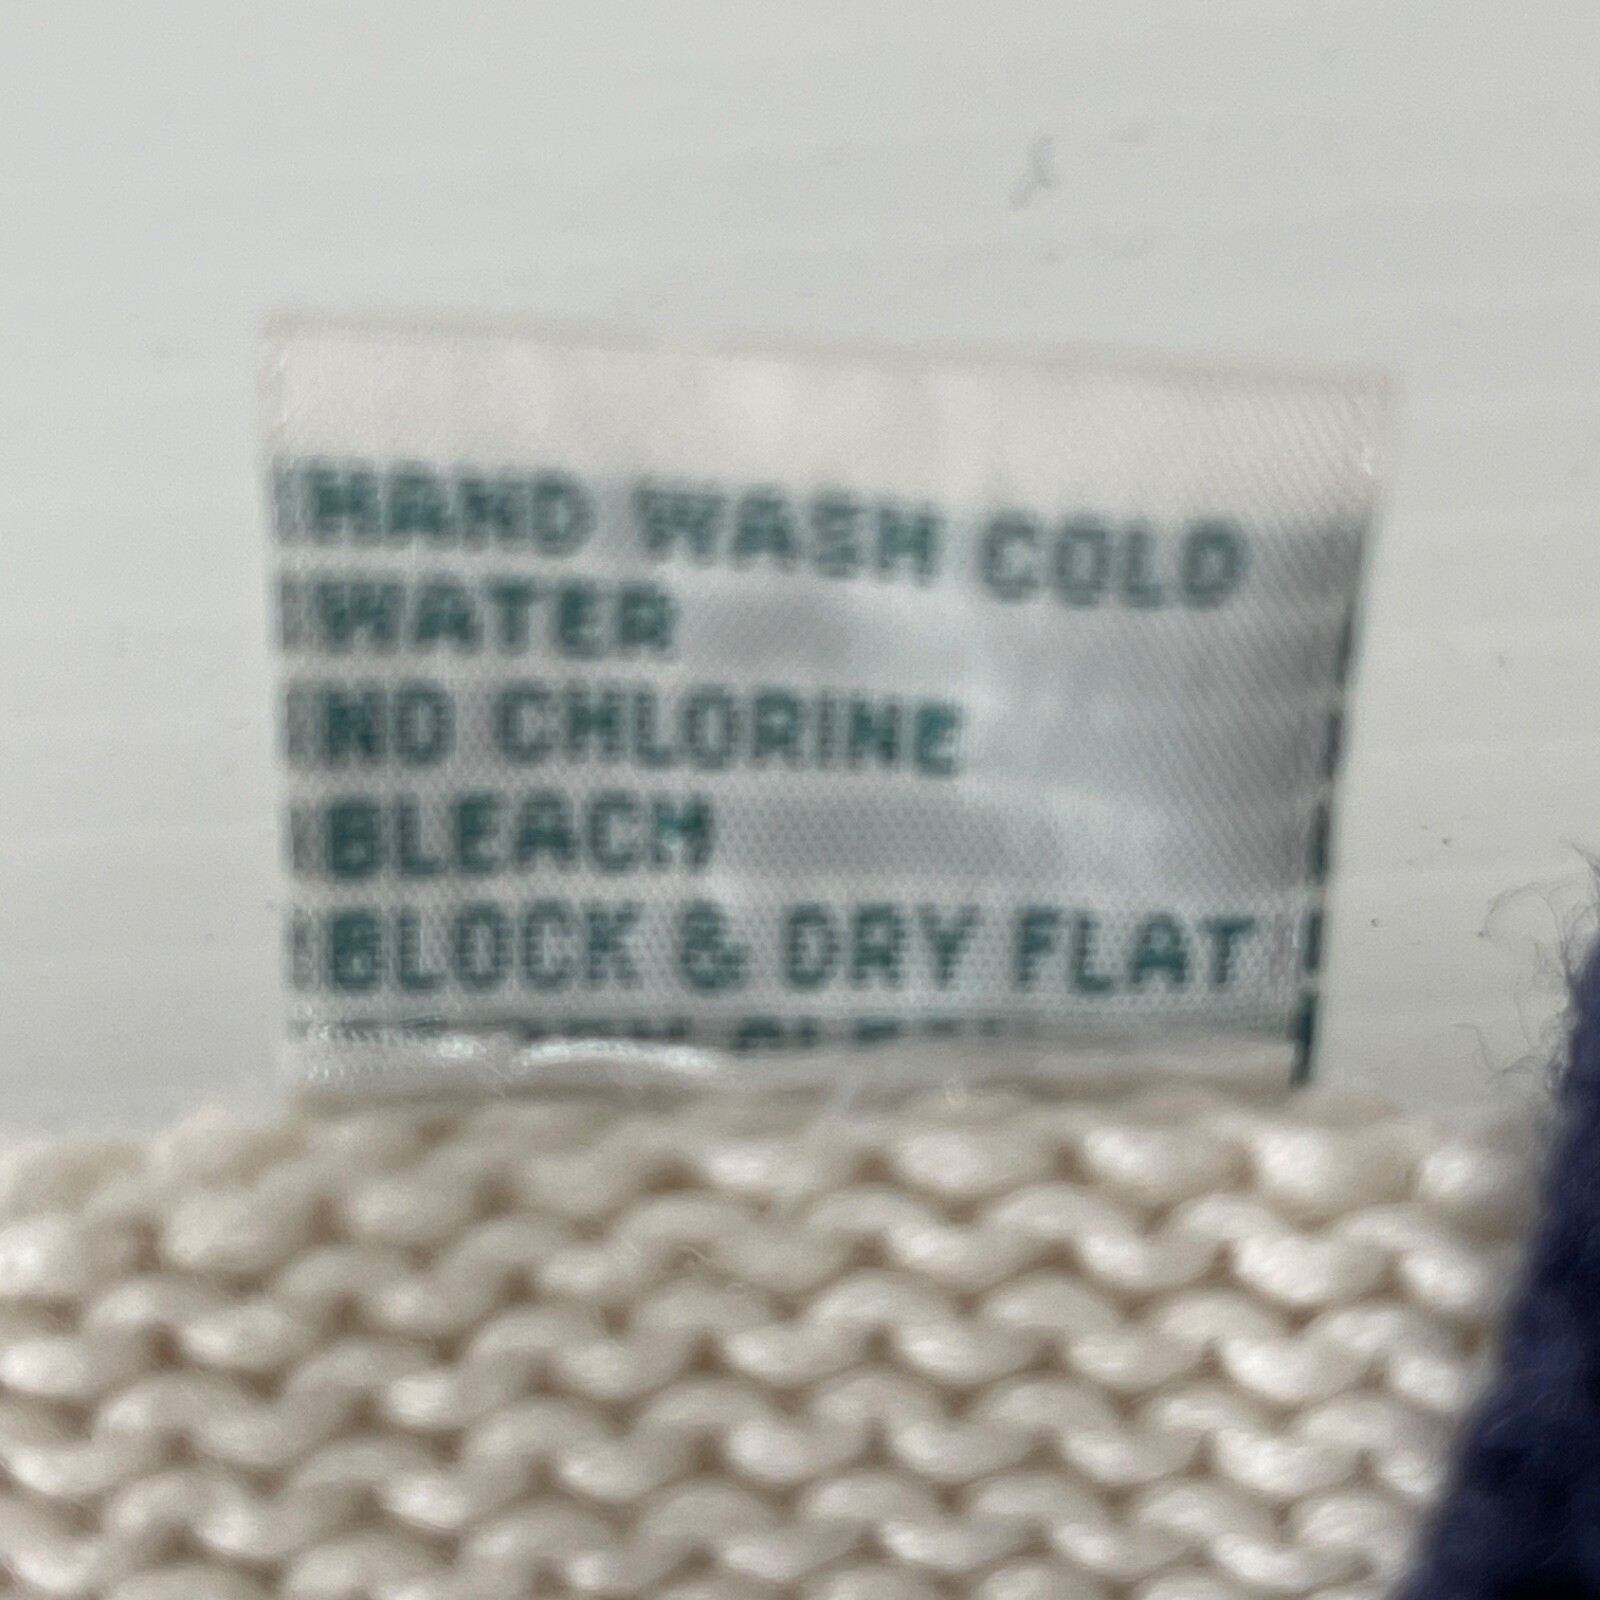 HAND WASH COLD
WATER
NO CHLORINE
BLEACH
BLOCK & DRY FLAT